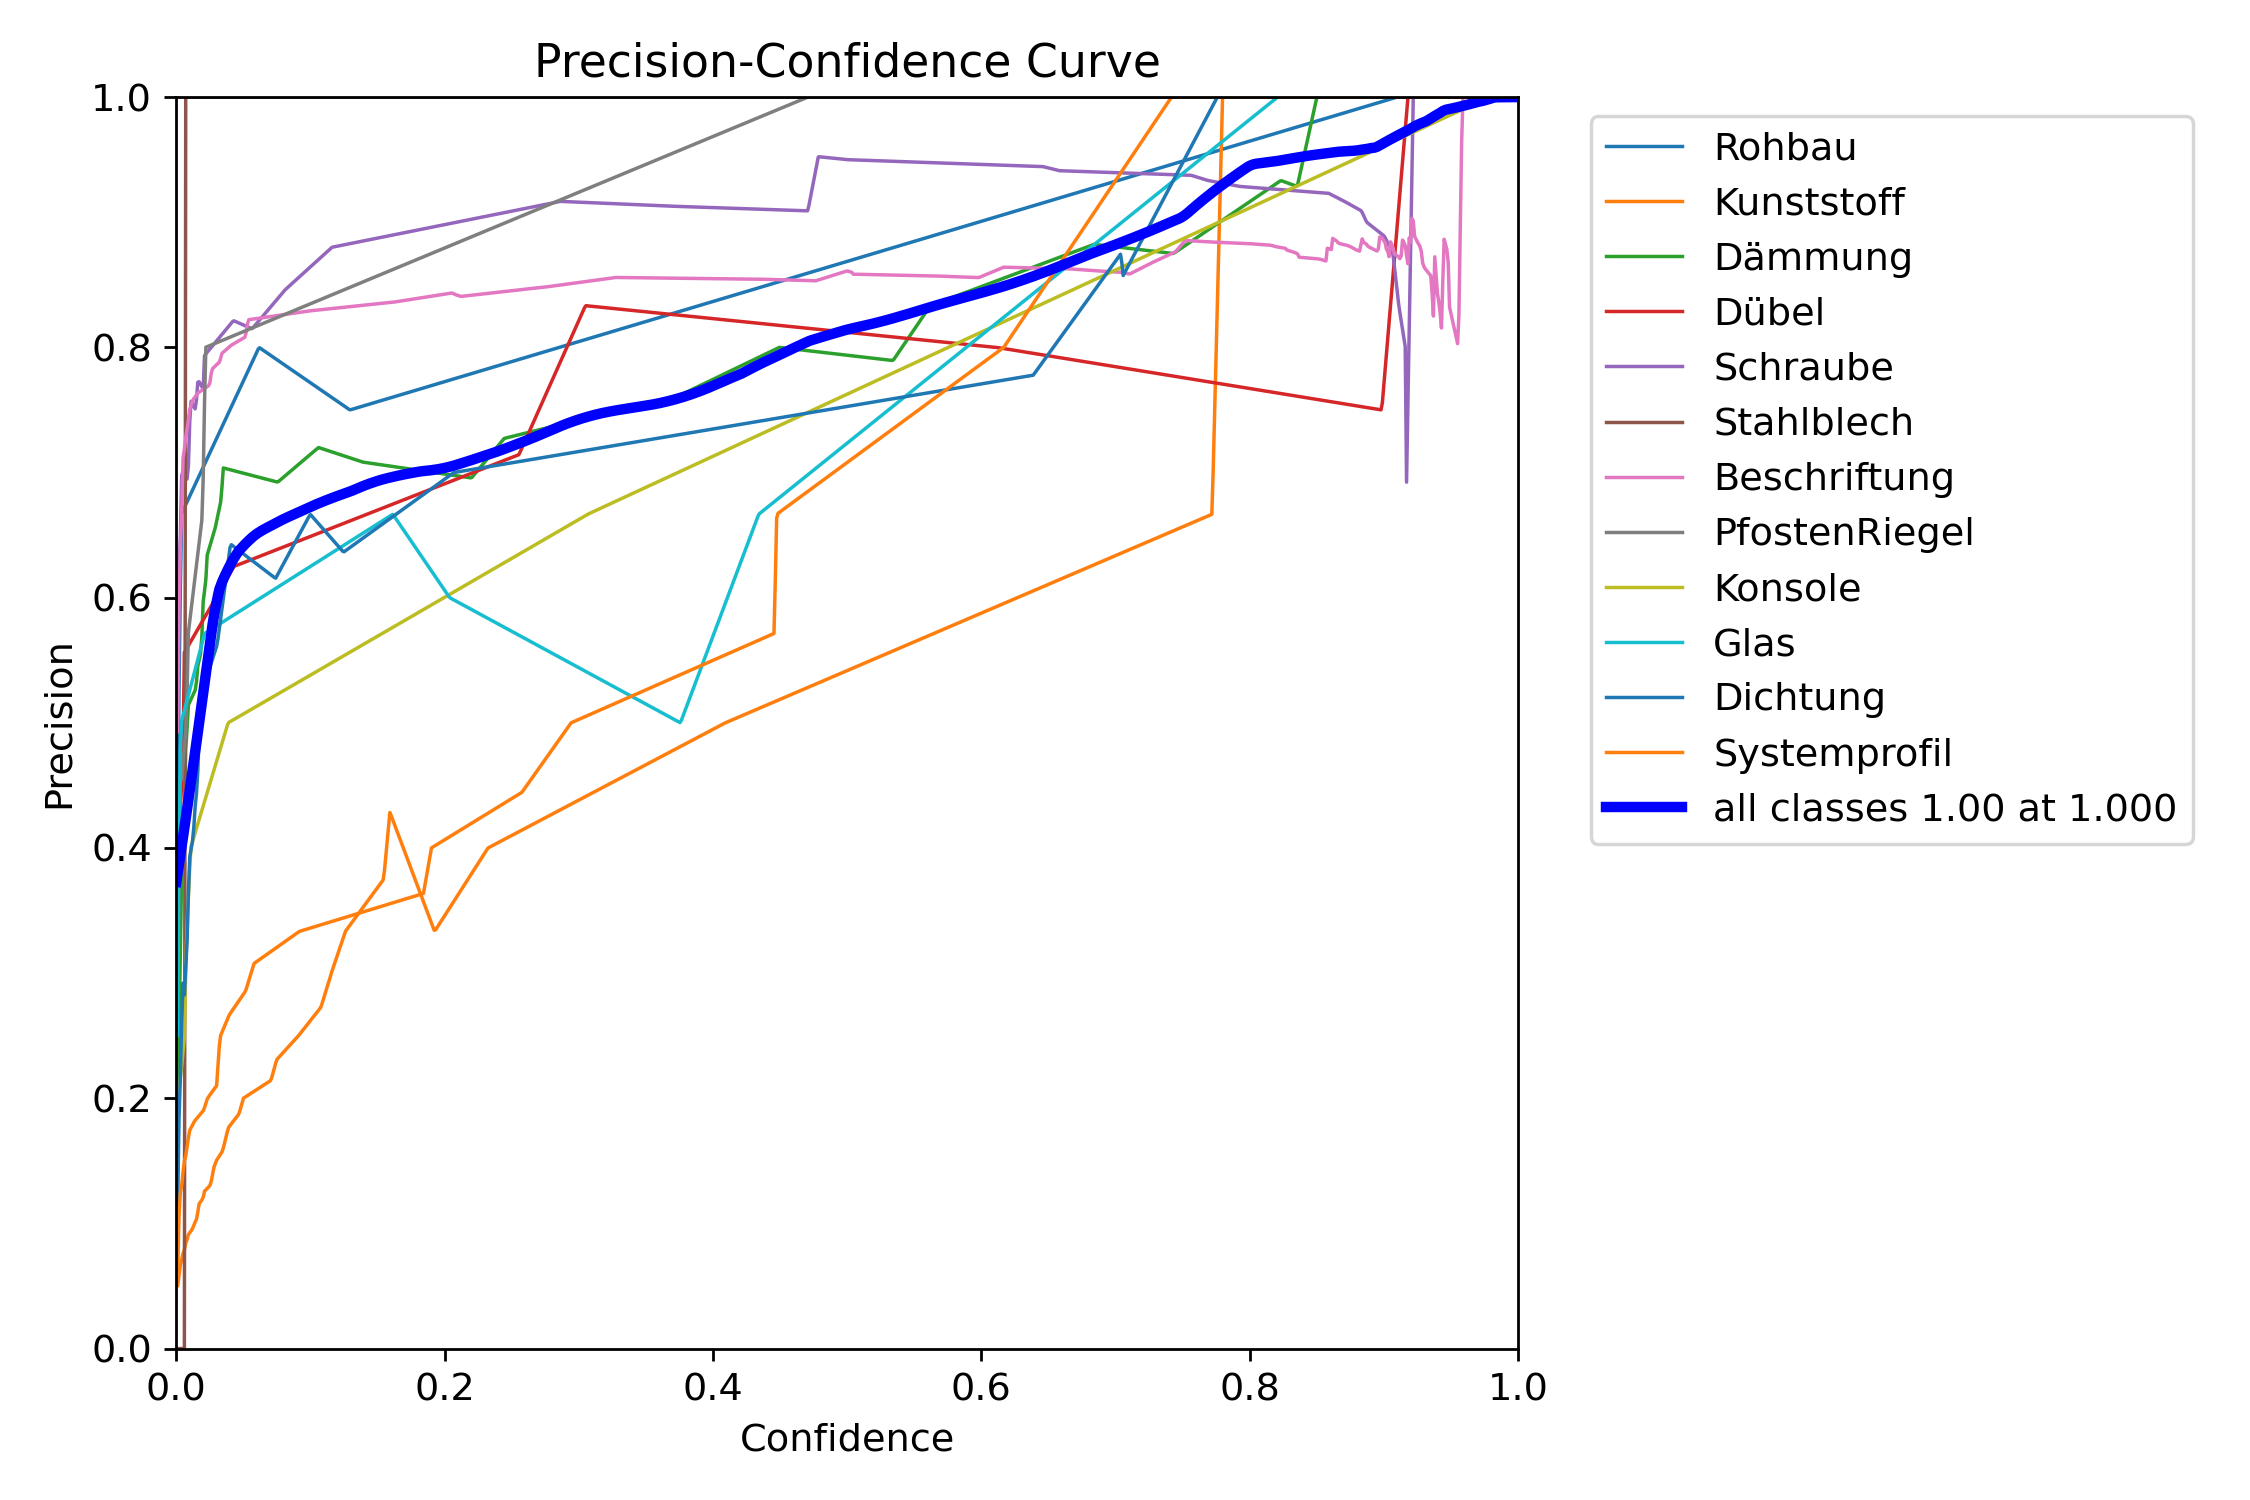 Precision-Confidence Curve
1.0
0.8
0.6
0.4
0.2
0.0
Precision
0.0 0.2 0.4 0.6 0.8 1.0
Confidence
Rohbau
Kunststoff
Dämmung
Dübel
Schraube
Stahlblech
Beschriftung
PfostenRiegel
Konsole
Glas
Dichtung
Systemprofil
all classes 1.00 at 1.000